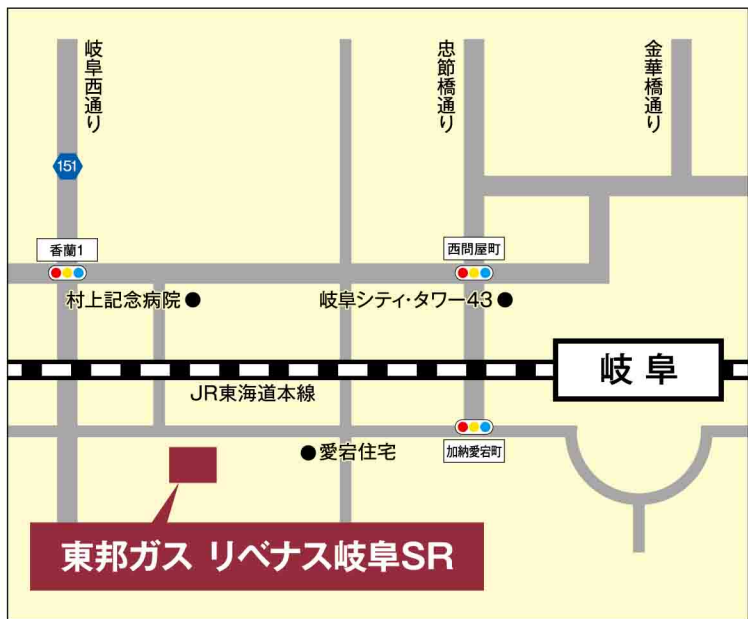 岐阜西通り
忠節橋通り
金華橋通り
151
香蘭1
西問屋町
村上記念病院
岐阜シティ・タワー43
岐阜
JR東海道本線
愛宕住宅
加納愛宕町
東邦ガス リベナス岐阜SR